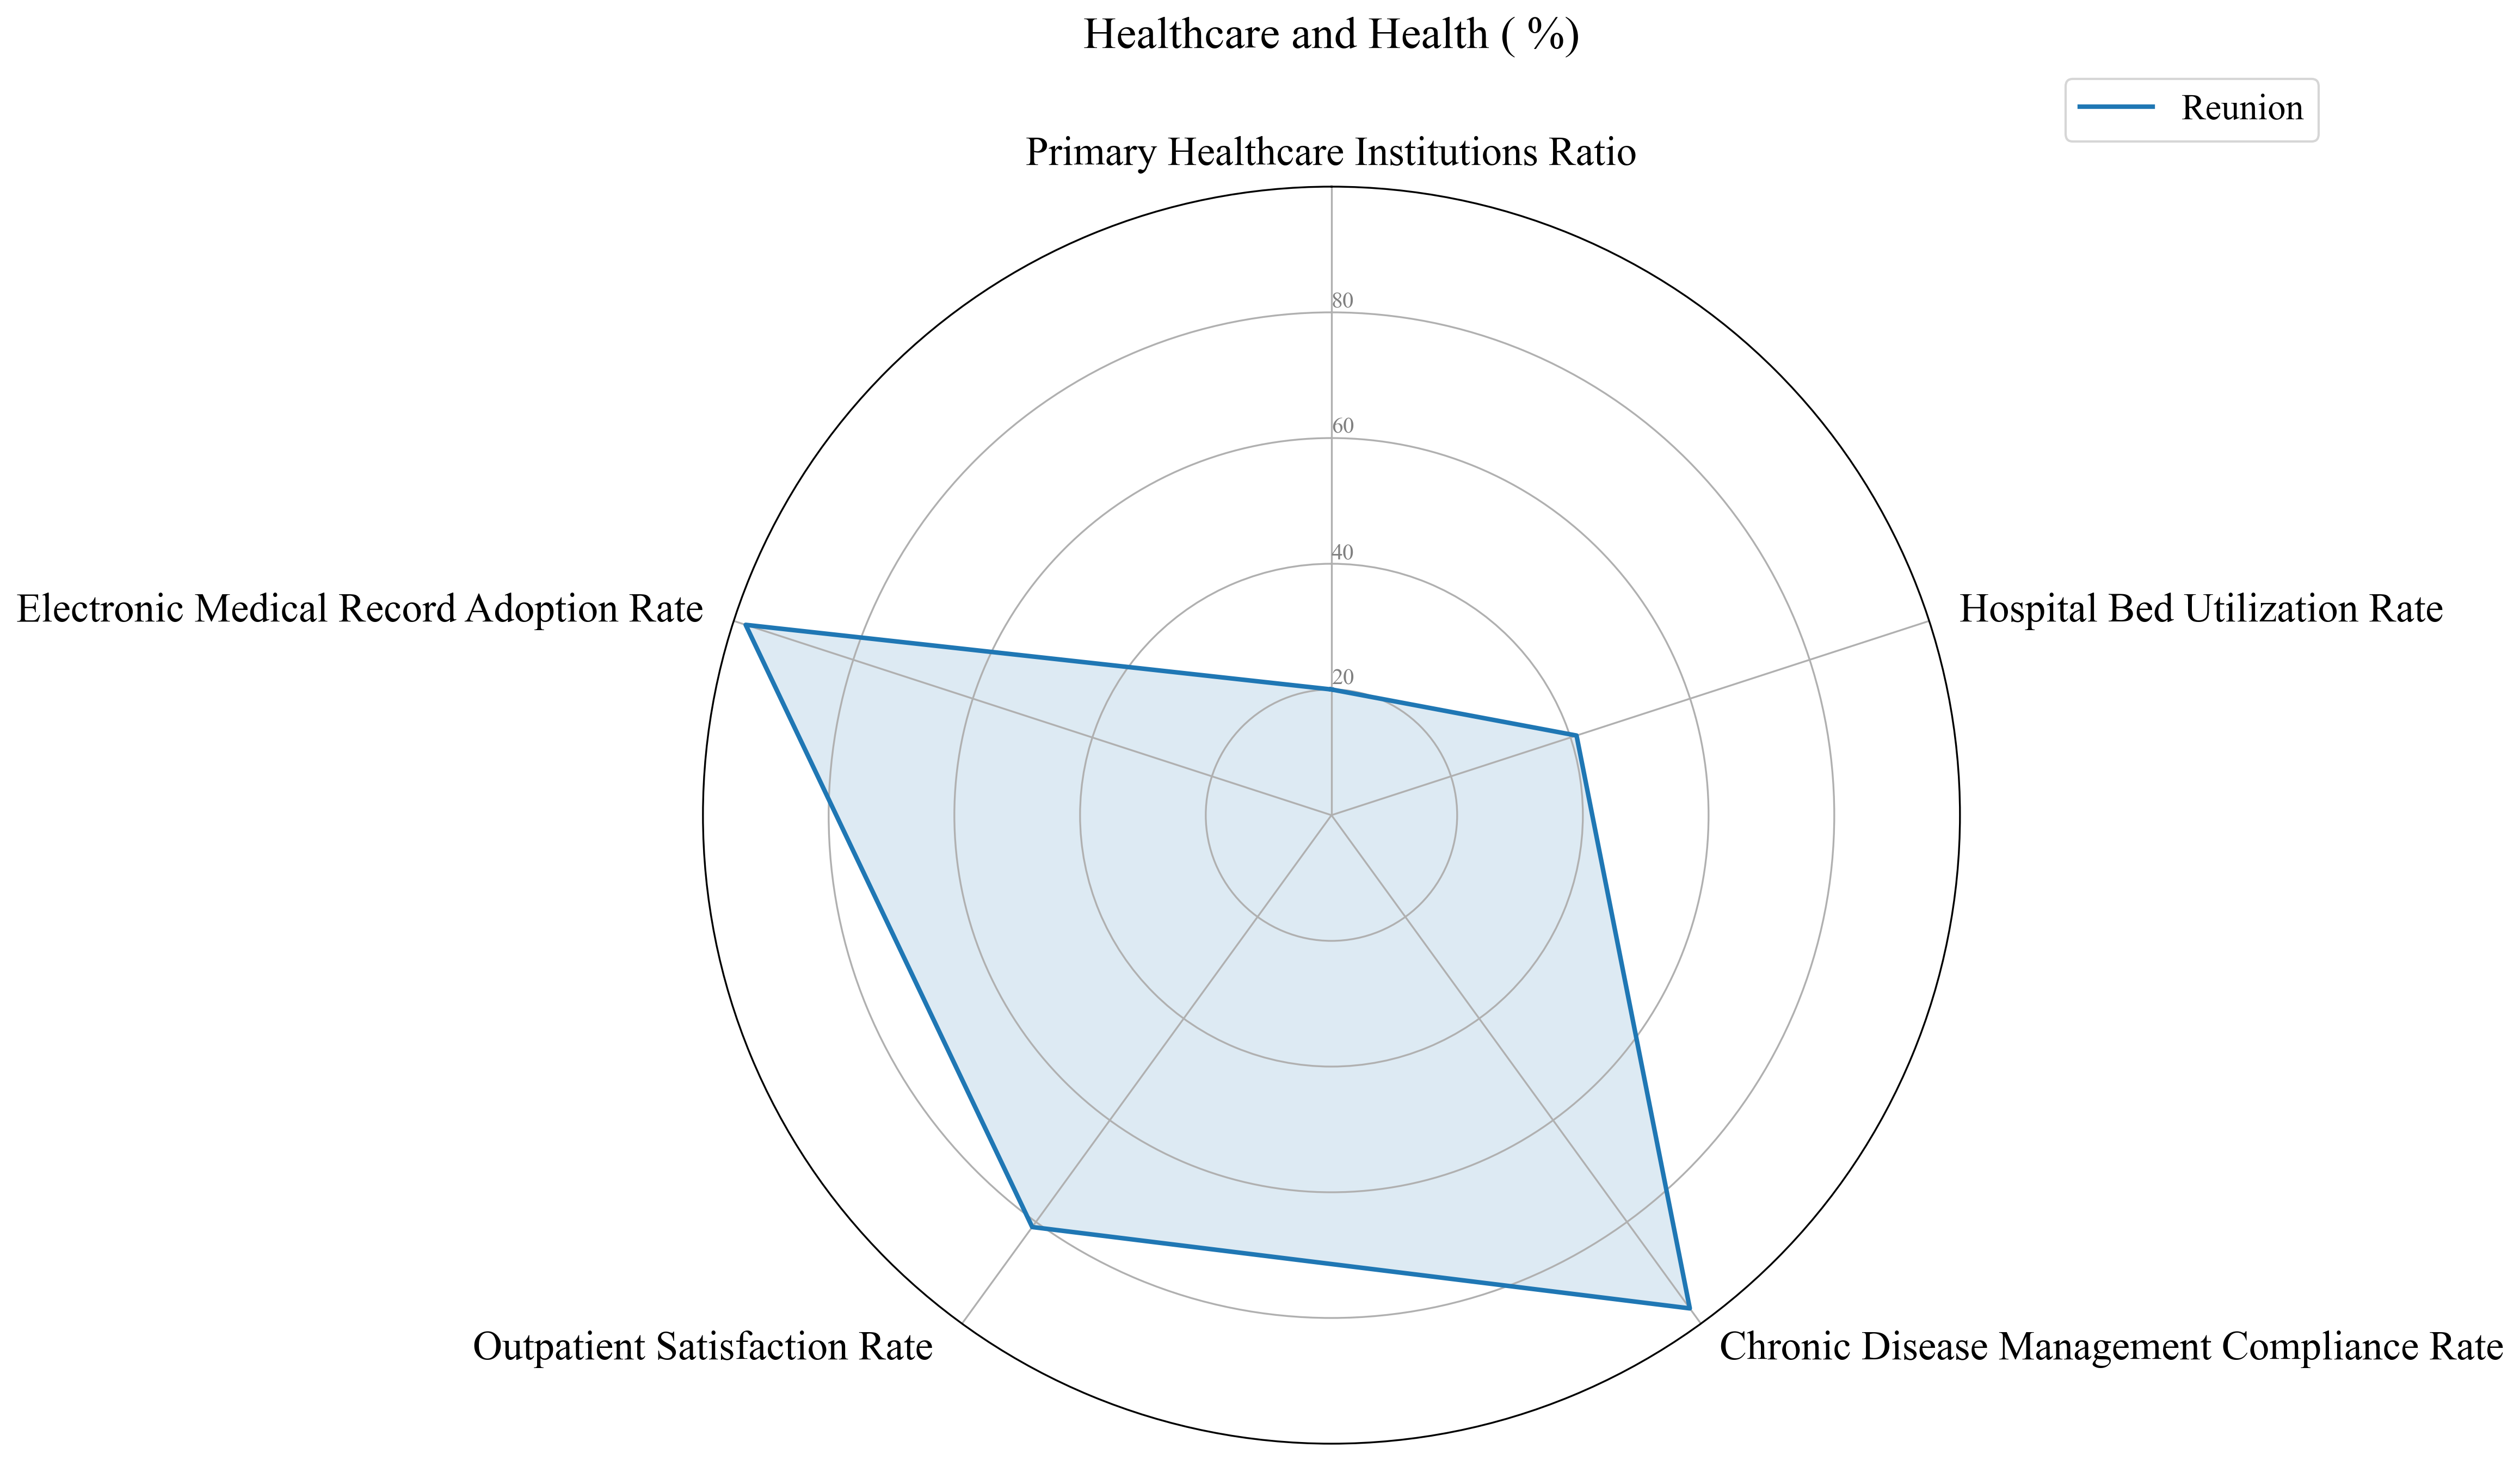 Healthcare and Health ( %)
Reunion
Primary Healthcare Institutions Ratio
80
60
40
20
Electronic Medical Record Adoption Rate
Hospital Bed Utilization Rate
Outpatient Satisfaction Rate
Chronic Disease Management Compliance Rate